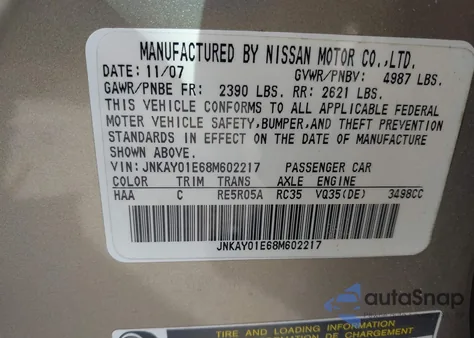 MANUFACTURED BY NISSAN MOTOR CO.,LTD.
DATE: 11/07 GVWR/PNBV: 4987 LBS.
GAWR/PNBE FR: 2390 LBS. RR: 2621 LBS.
THIS VEHICLE CONFORMS TO ALL APPLICABLE FEDERAL
MOTER VEHICLE SAFETY,BUMPER,AND THEFT PREVENTION
STANDARDS IN EFFECT ON THE DATE OF MANUFACTURE
SHOWN ABOVE.
VIN: JNKAY01E68M602217 PASSENGER CAR
COLOR TRIM TRANS AXLE ENGINE
HAA C RE5R05A RC35 VQ35(DE) 3498CC
JNKAY01E68M602217
autoSnap
TIRE AND LOADING INFORMATION